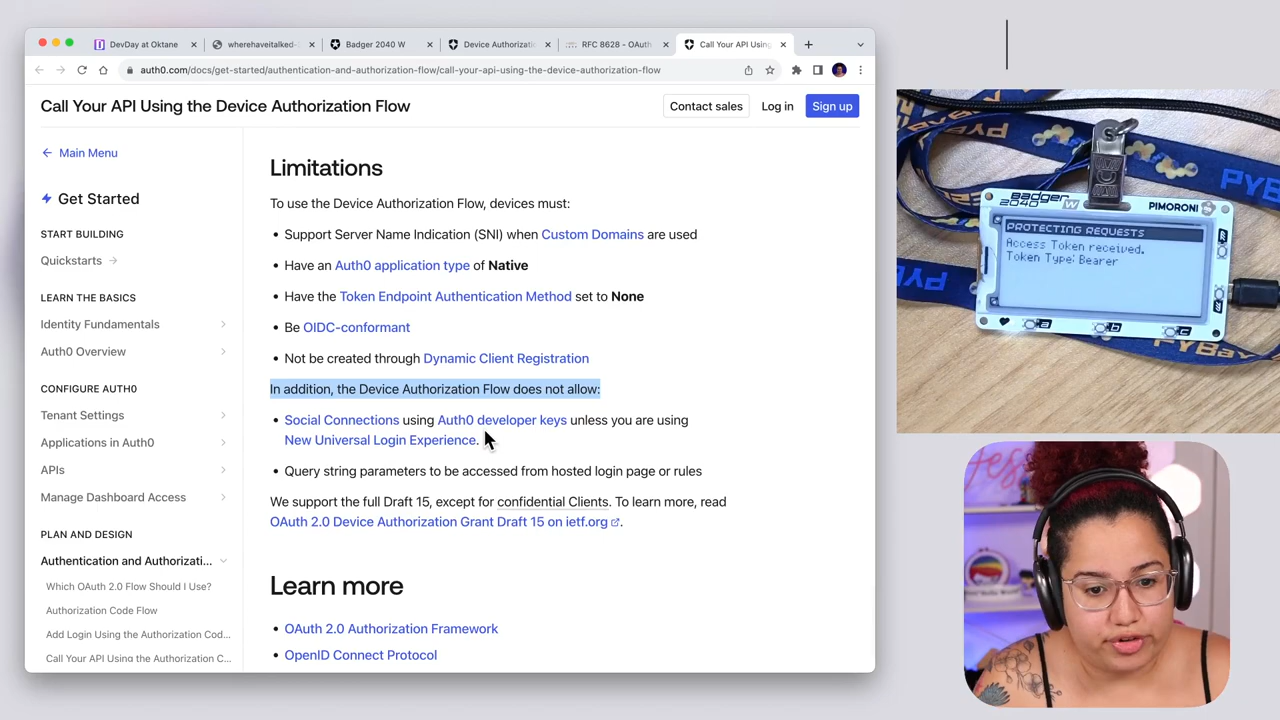 DevDay at Oktane
wherehaveitalked-
Badger 2040 W
Device Authorizati
RFC 8628 - OAuth
Call Your API Using
auth0.com/docs/get-started/authentication-and-authorization-flow/call-your-api-using-the-device-authorization-flow
Call Your API Using the Device Authorization Flow
Contact sales
Log in
Sign up
Main Menu
Get Started
START BUILDING
Quickstarts
LEARN THE BASICS
Identity Fundamentals
Auth0 Overview
CONFIGURE AUTH0
Tenant Settings
Applications in Auth0
APIs
Manage Dashboard Access
PLAN AND DESIGN
Authentication and Authorizati...
Which OAuth 2.0 Flow Should I Use?
Authorization Code Flow
Add Login Using the Authorization Cod...
Call Your API Using the Authorization C...
Limitations
To use the Device Authorization Flow, devices must:
• Support Server Name Indication (SNI) when Custom Domains are used
• Have an Auth0 application type of Native
• Have the Token Endpoint Authentication Method set to None
• Be OIDC-conformant
• Not be created through Dynamic Client Registration
In addition, the Device Authorization Flow does not allow:
• Social Connections using Auth0 developer keys unless you are using
New Universal Login Experience.
• Query string parameters to be accessed from hosted login page or rules
We support the full Draft 15, except for confidential Clients. To learn more, read
OAuth 2.0 Device Authorization Grant Draft 15 on ietf.org.
Learn more
• OAuth 2.0 Authorization Framework
• OpenID Connect Protocol
Badger
2040 W
PIMORONI
PROTECTING REQUESTS
Access Token received.
Token Type: Bearer
a
b
c
PYBAY